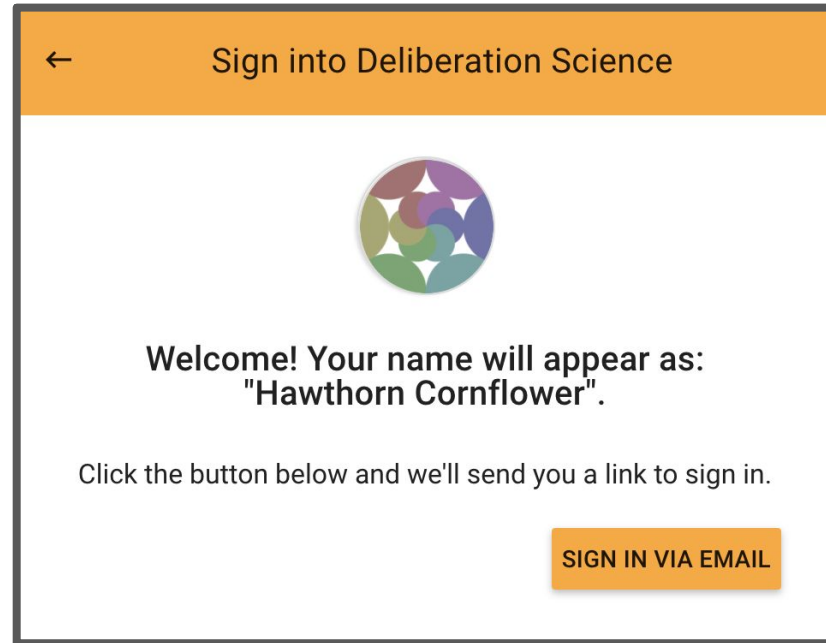 Sign into Deliberation Science
Welcome! Your name will appear as:
"Hawthorn Cornflower".
Click the button below and we'll send you a link to sign in.
SIGN IN VIA EMAIL